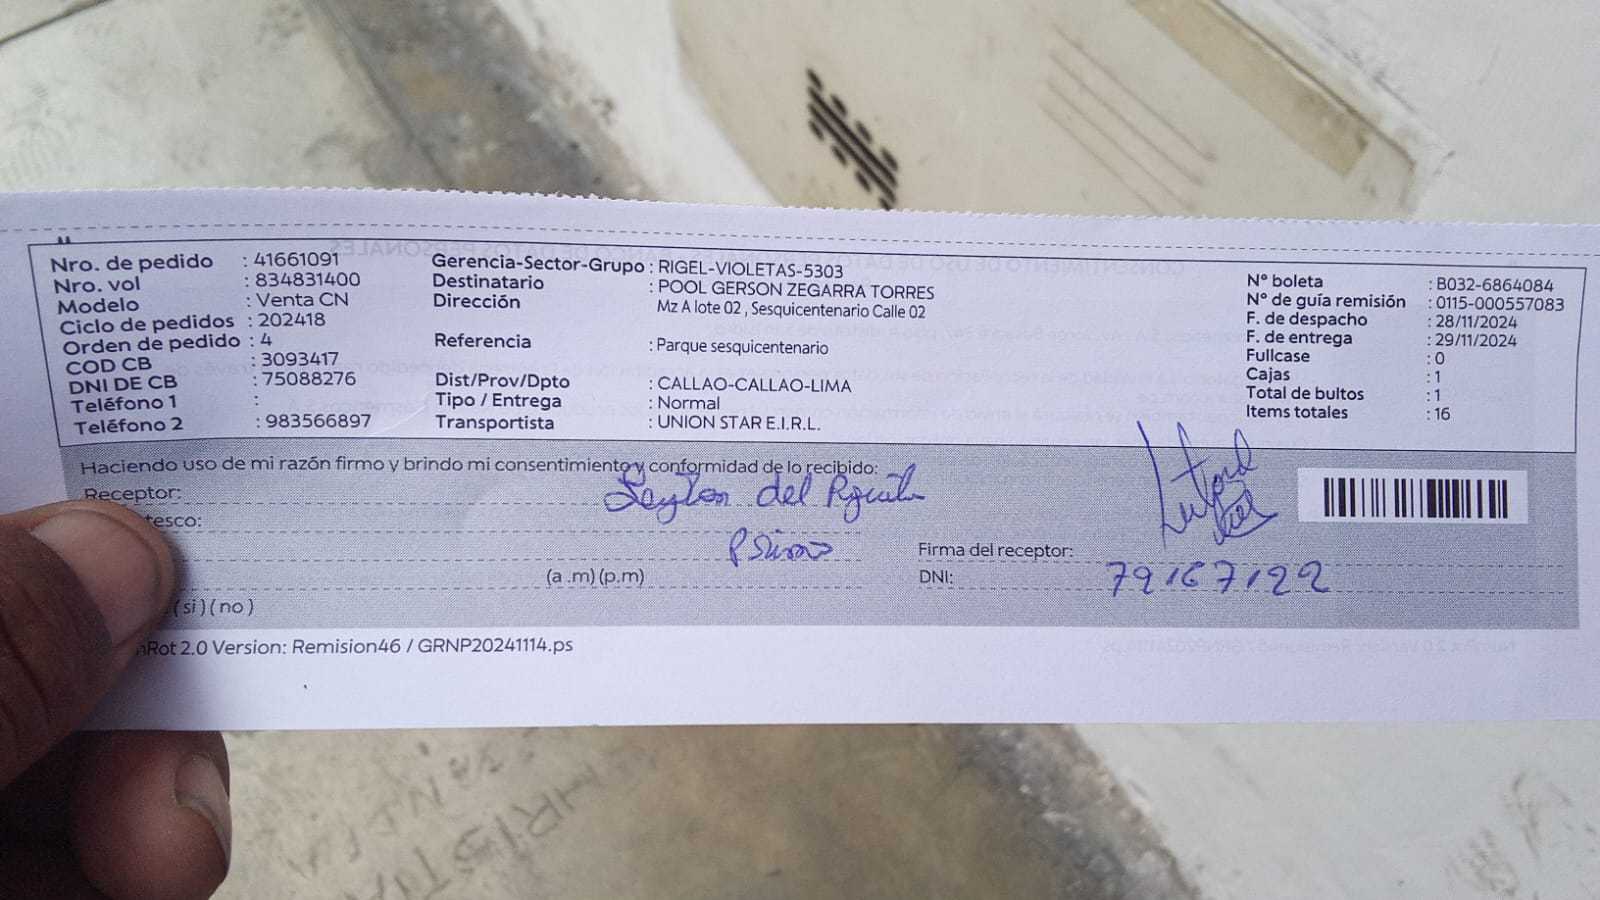 Nro. de pedido : 41661091
Nro. vol : 834831400
Modelo : Venta CN
Ciclo de pedidos : 202418
Orden de pedido : 4
COD CB : 3093417
DNI DE CB : 75088276
Teléfono 1 :
Teléfono 2 : 983566897
Gerencia-Sector-Grupo : RIGEL-VIOLETAS-5303
Destinatario : POOL GERSON ZEGARRA TORRES
Dirección Mz A lote 02 , Sesquicentenario Calle 02
Referencia : Parque sesquicentenario
Dist/Prov/Dpto : CALLAO-CALLAO-LIMA
Tipo / Entrega : Normal
Transportista : UNION STAR E.I.R.L.
Nº boleta : B032-6864084
Nº de guía remisión : 0115-000557083
F. de despacho : 28/11/2024
F. de entrega : 29/11/2024
Fullcase : 0
Cajas : 1
Total de bultos : 1
Items totales : 16
Haciendo uso de mi razón firmo y brindo mi consentimiento y conformidad de lo recibido:
Receptor: Leyton del Aguila
tesco:
Primo
Firma del receptor:
(a .m) (p.m)
DNI: 79167122
( si ) ( no )
Rot 2.0 Version: Remision46 / GRNP20241114.ps